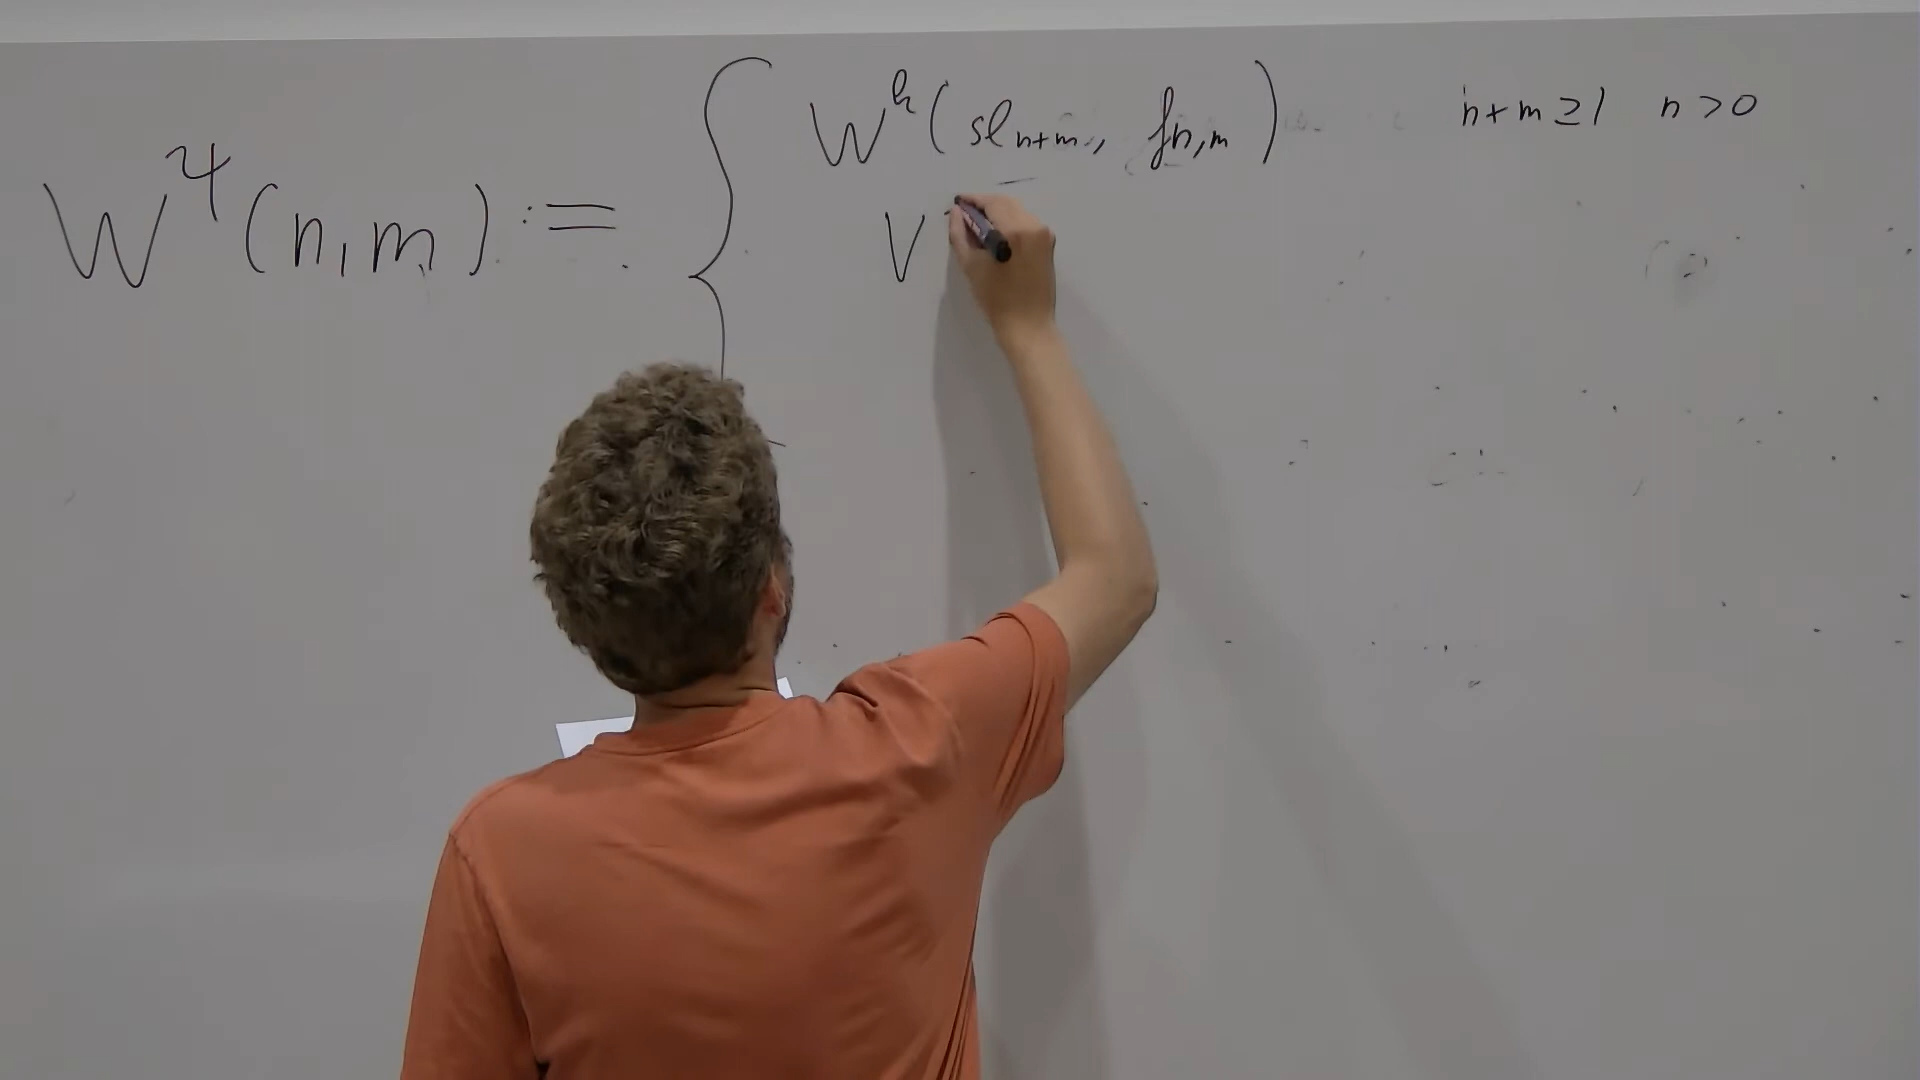 W^ψ(n,m) := { W^k(sl_{n+m}, f_{n,m}) n+m ≥ 1 n > 0
V